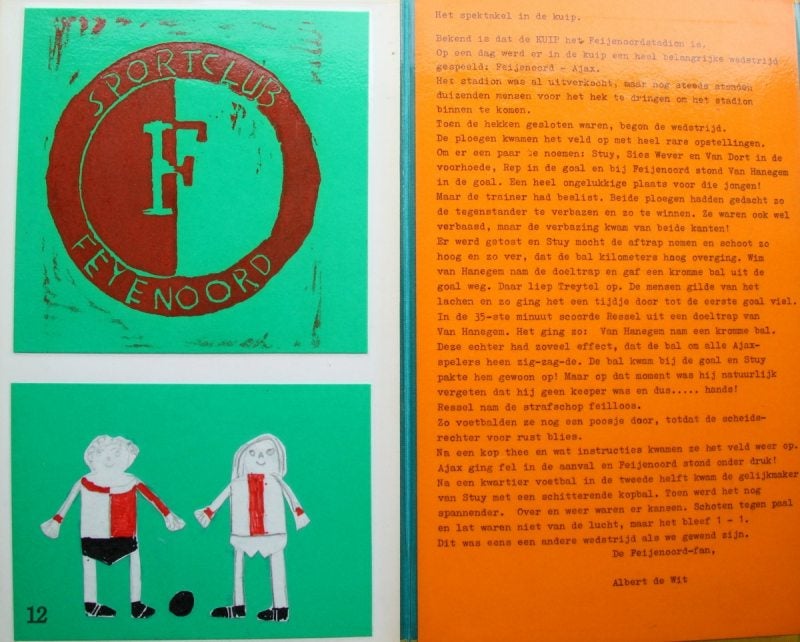 SPORTCLUB
F
FEYENOORD
12
Het spektakel in de kuip.
Bekend is dat de KUIP het Feijenoordstadion is.
Op een dag werd er in de kuip een heel belangrijke wedstrijd
gespeeld: Feijenoord - Ajax.
Het stadion was al uitverkocht, maar nog steeds stonden
duizenden mensen voor het hek te dringen om het stadion
binnen te komen.
Toen de hekken gesloten waren, begon de wedstrijd.
De ploegen kwamen het veld op met heel rare opstellingen.
Om er een paar te noemen: Stuy, Sies Wever en Van Dort in de
voorhoede, Rep in de goal en bij Feijenoord stond Van Hanegem
in de goal. Een heel ongelukkige plaats voor die jongen!
Maar de trainer had beslist. Beide ploegen hadden gedacht zo
de tegenstander te verbazen en zo te winnen. Ze waren ook wel
verbaasd, maar de verbazing kwam van beide kanten!
Er werd getost en Stuy mocht de aftrap nemen en schoot zo
hoog en zo ver, dat de bal kilometers hoog overging. Wim
van Hanegem nam de doeltrap en gaf een kromme bal uit de
goal weg. Daar liep Treytel op. De mensen gilde van het
lachen en zo ging het een tijdje door tot de eerste goal viel.
In de 35-ste minuut scoorde Ressel uit een doeltrap van
Van Hanegem. Het ging zo: Van Hanegem nam een kromme bal.
Deze echter had zoveel effect, dat de bal om alle Ajax-
spelers heen zig-zag-de. De bal kwam bij de goal en Stuy
pakte hem gewoon op! Maar op dat moment was hij natuurlijk
vergeten dat hij geen keeper was en dus..... hands!
Ressel nam de strafschop feilloos.
Zo voetbalden ze nog een poosje door, totdat de scheids-
rechter voor rust blies.
Na een kop thee en wat instructies kwamen ze het veld weer op.
Ajax ging fel in de aanval en Feijenoord stond onder druk!
Na een kwartier voetbal in de tweede helft kwam de gelijkmaker
van Stuy met een schitterende kopbal. Toen werd het nog
spannender. Over en weer waren er kansen. Schoten tegen paal
en lat waren niet van de lucht, maar het bleef 1 - 1.
Dit was eens een andere wedstrijd als we gewend zijn.
De Feijenoord-fan,
Albert de Wit